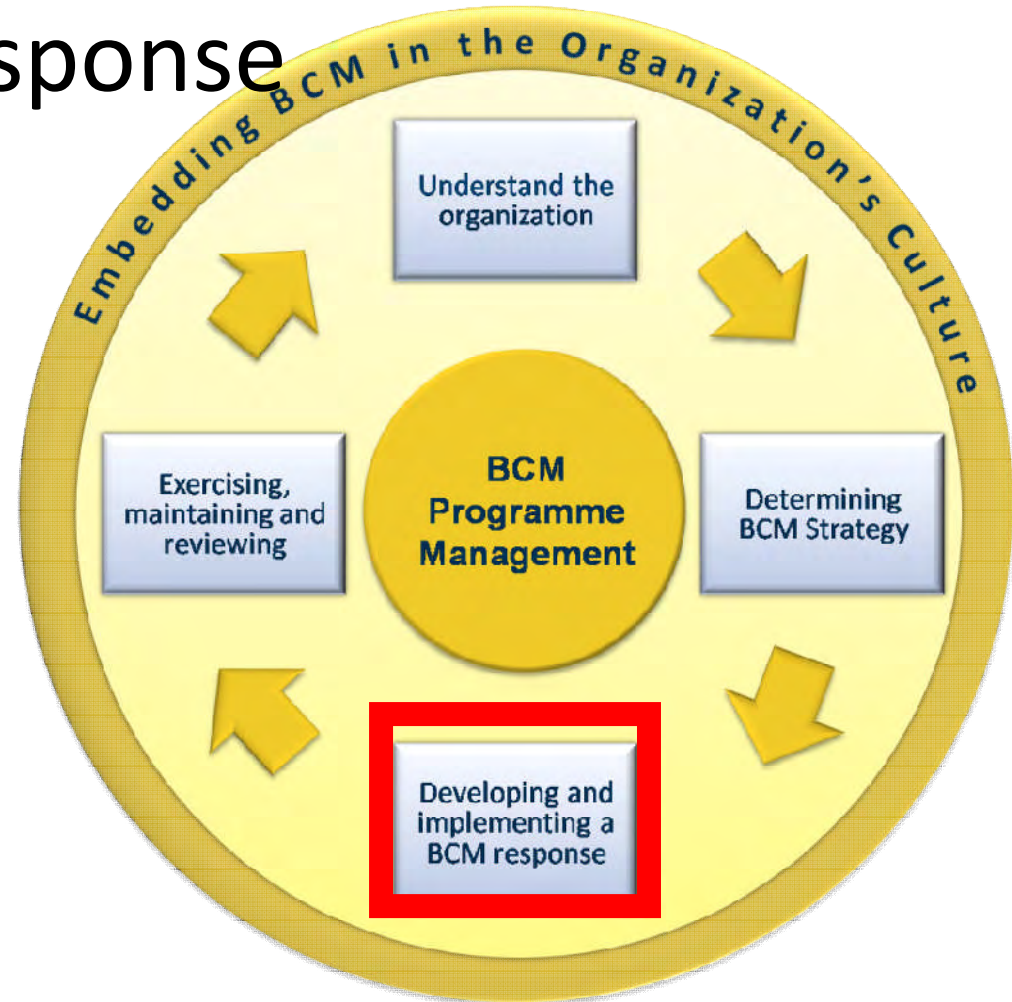 sponse
Embedding BCM in the Organization's Culture
Understand the
organization
Exercising,
maintaining and
reviewing
BCM
Programme
Management
Determining
BCM Strategy
Developing and
implementing a
BCM response